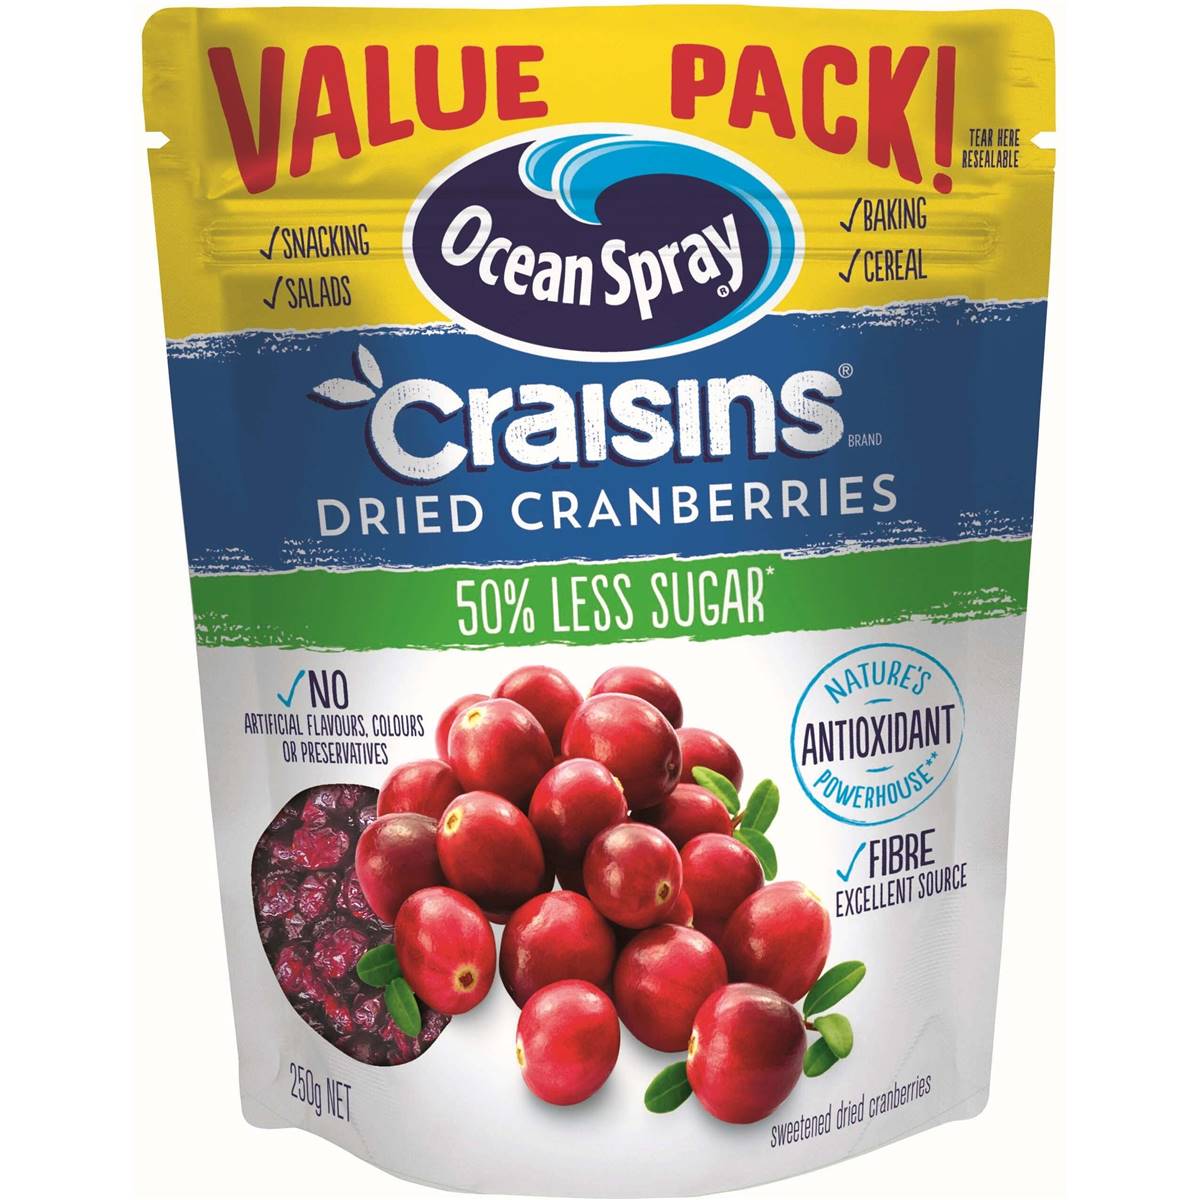 VALUE PACK!
TEAR HERE
RESEALABLE
✓SNACKING
✓SALADS
Ocean Spray®
✓BAKING
✓CEREAL
Craisins®
BRAND
DRIED CRANBERRIES
50% LESS SUGAR*
✓NO
ARTIFICIAL FLAVOURS, COLOURS
OR PRESERVATIVES
NATURE'S
ANTIOXIDANT
POWERHOUSE**
✓FIBRE
EXCELLENT SOURCE
250g NET
sweetened dried cranberries